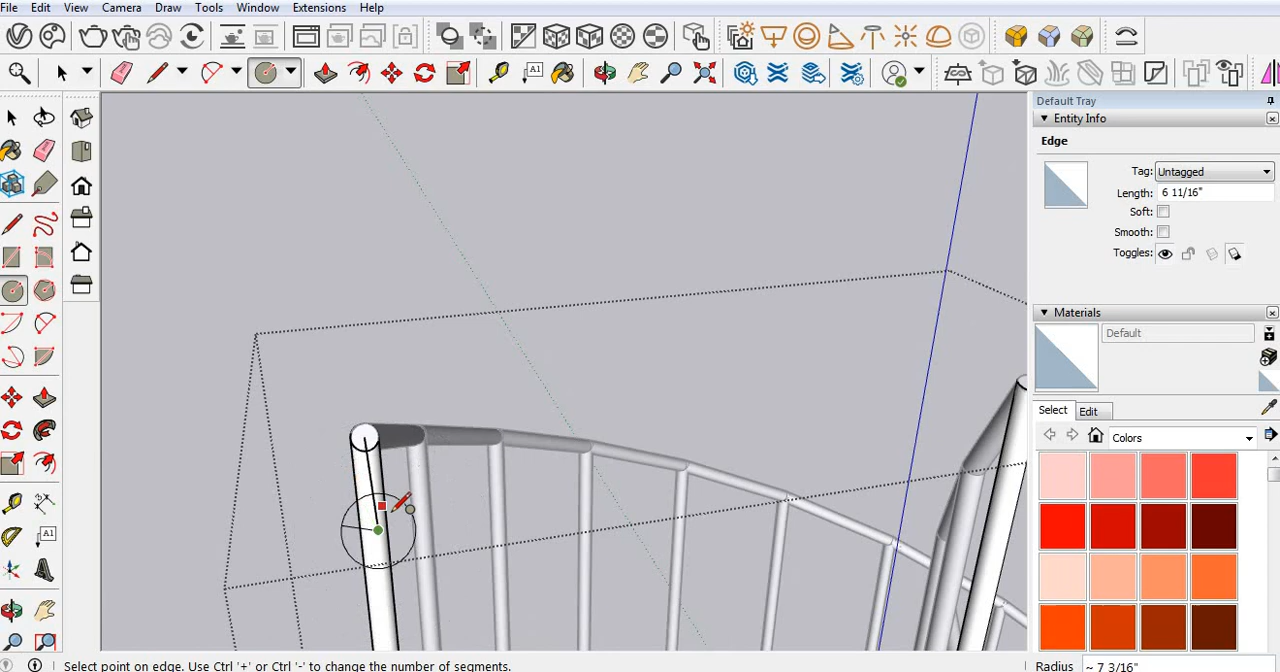 File Edit View Camera Draw Tools Window Extensions Help
A1
Default Tray
Entity Info
Edge
Tag: Untagged
Length: 6 11/16"
Soft:
Smooth:
Toggles:
Materials
Default
Select Edit
Colors
A1
Select point on edge. Use Ctrl '+' or Ctrl '-' to change the number of segments.
Radius ~ 7 3/16"